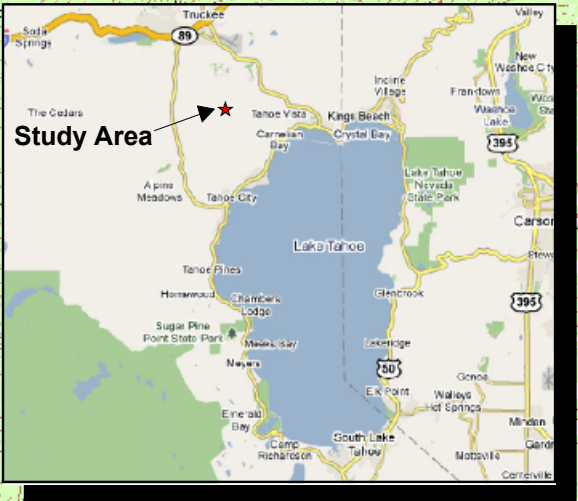 Truckee
Valley
Soda
Springs
89
New
Washoe City
Incline
Village
Franktown
Washoe
Lake
The Cedars
Tahoe Vista
Kings Beach
Study Area
Carnelian
Bay
Crystal Bay
395
Lake Tahoe
Nevada
State Park
Alpine
Meadows
Tahoe City
Carson
Lake Tahoe
Stew
Tahoe Pines
Homewood
Chambers
Lodge
Glenbrook
395
Sugar Pine
Point State Park
Meeks Bay
Lakeridge
Meyers
50
Genoa
Elk Point
Walleys
Hot Springs
Emerald
Bay
Minden
South Lake
Tahoe
Camp
Richardson
Gardn
Mottsville
Centerville